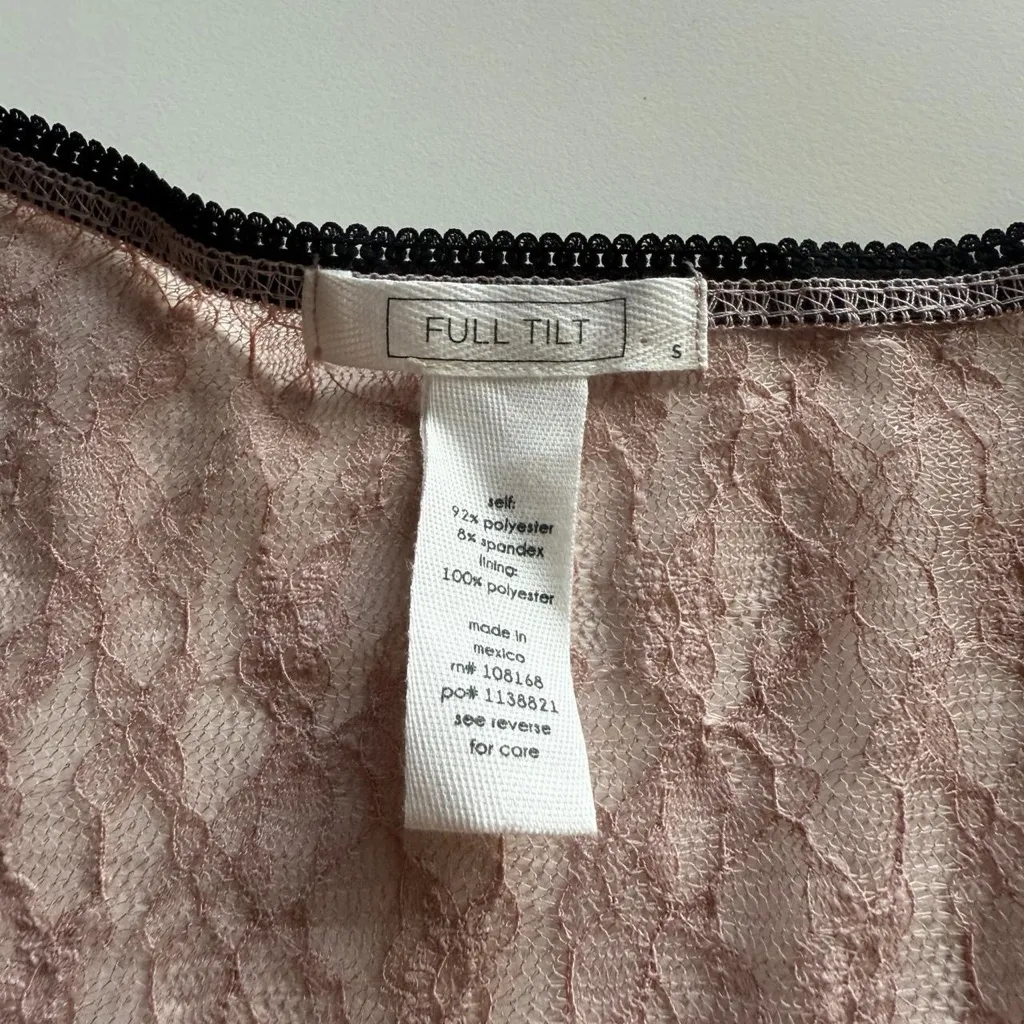 FULL TILT
S
self:
92% polyester
8% spandex
lining:
100% polyester
made in
mexico
rn# 108168
po# 1138821
see reverse
for care